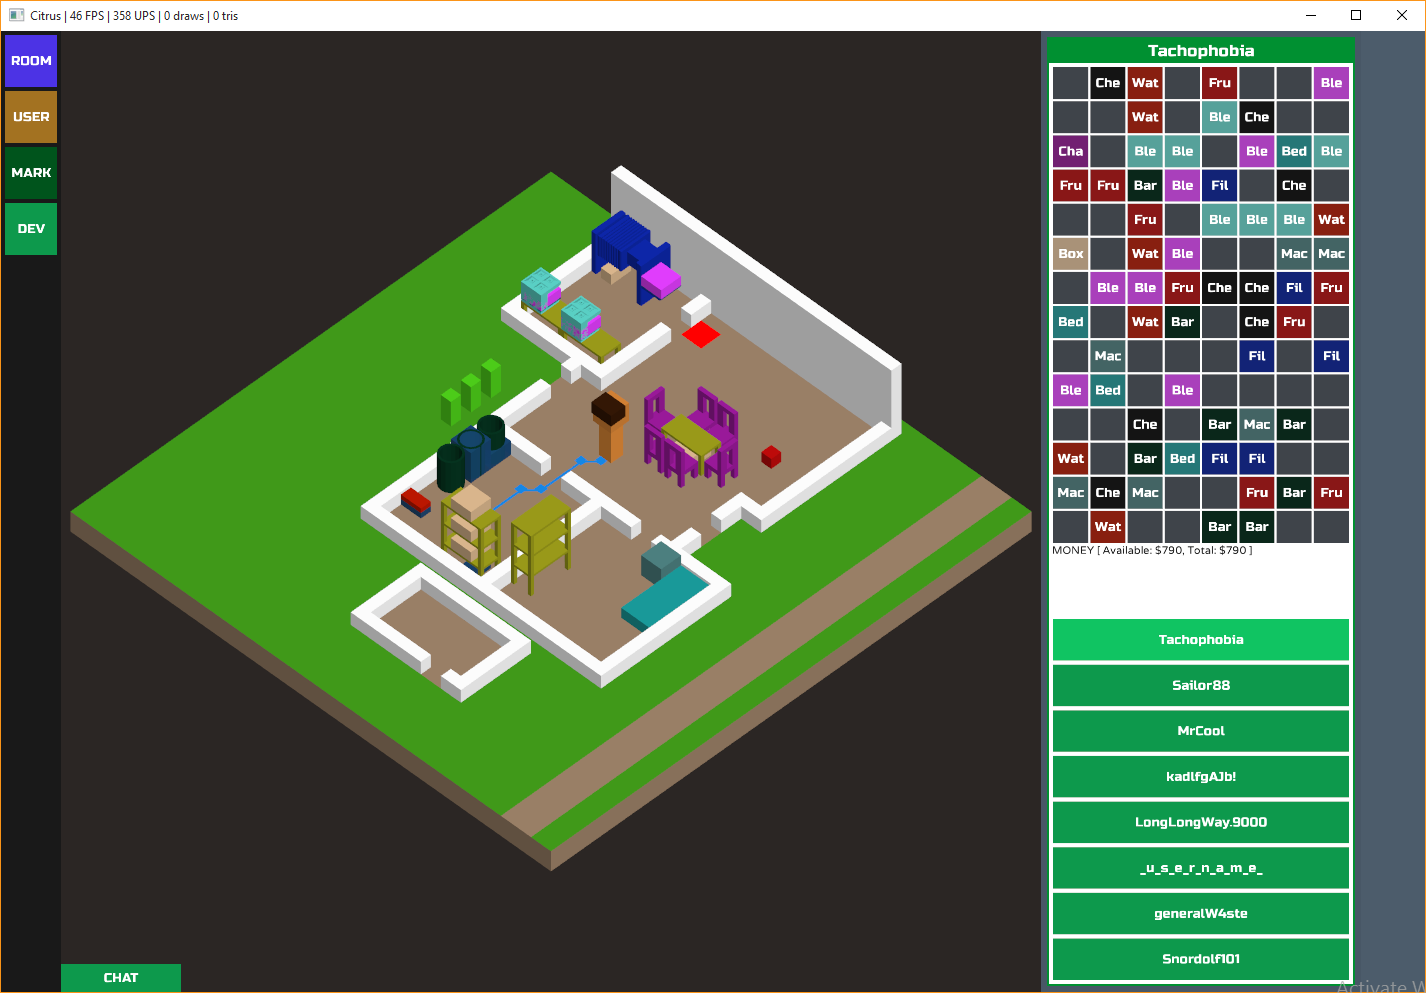 Citrus | 46 FPS | 358 UPS | 0 draws | 0 tris
ROOM
USER
MARK
DEV
CHAT
Tachophobia
Che Wat Fru Ble
Wat Ble Che
Cha Ble Ble Ble Bed Ble
Fru Fru Bar Ble Fil Che
Fru Ble Ble Ble Wat
Box Wat Ble Mac Mac
Ble Ble Fru Che Che Fil Fru
Bed Wat Bar Che Fru
Mac Fil Fil
Ble Bed Ble
Che Bar Mac Bar
Wat Bar Bed Fil Fil
Mac Che Mac Fru Bar Fru
Wat Bar Bar
MONEY [ Available: $790, Total: $790 ]
Tachophobia
Sailor88
MrCool
kadlfgAJb!
LongLongWay.9000
_u_s_e_r_n_a_m_e_
generalW4ste
Snordolf101
Activate W